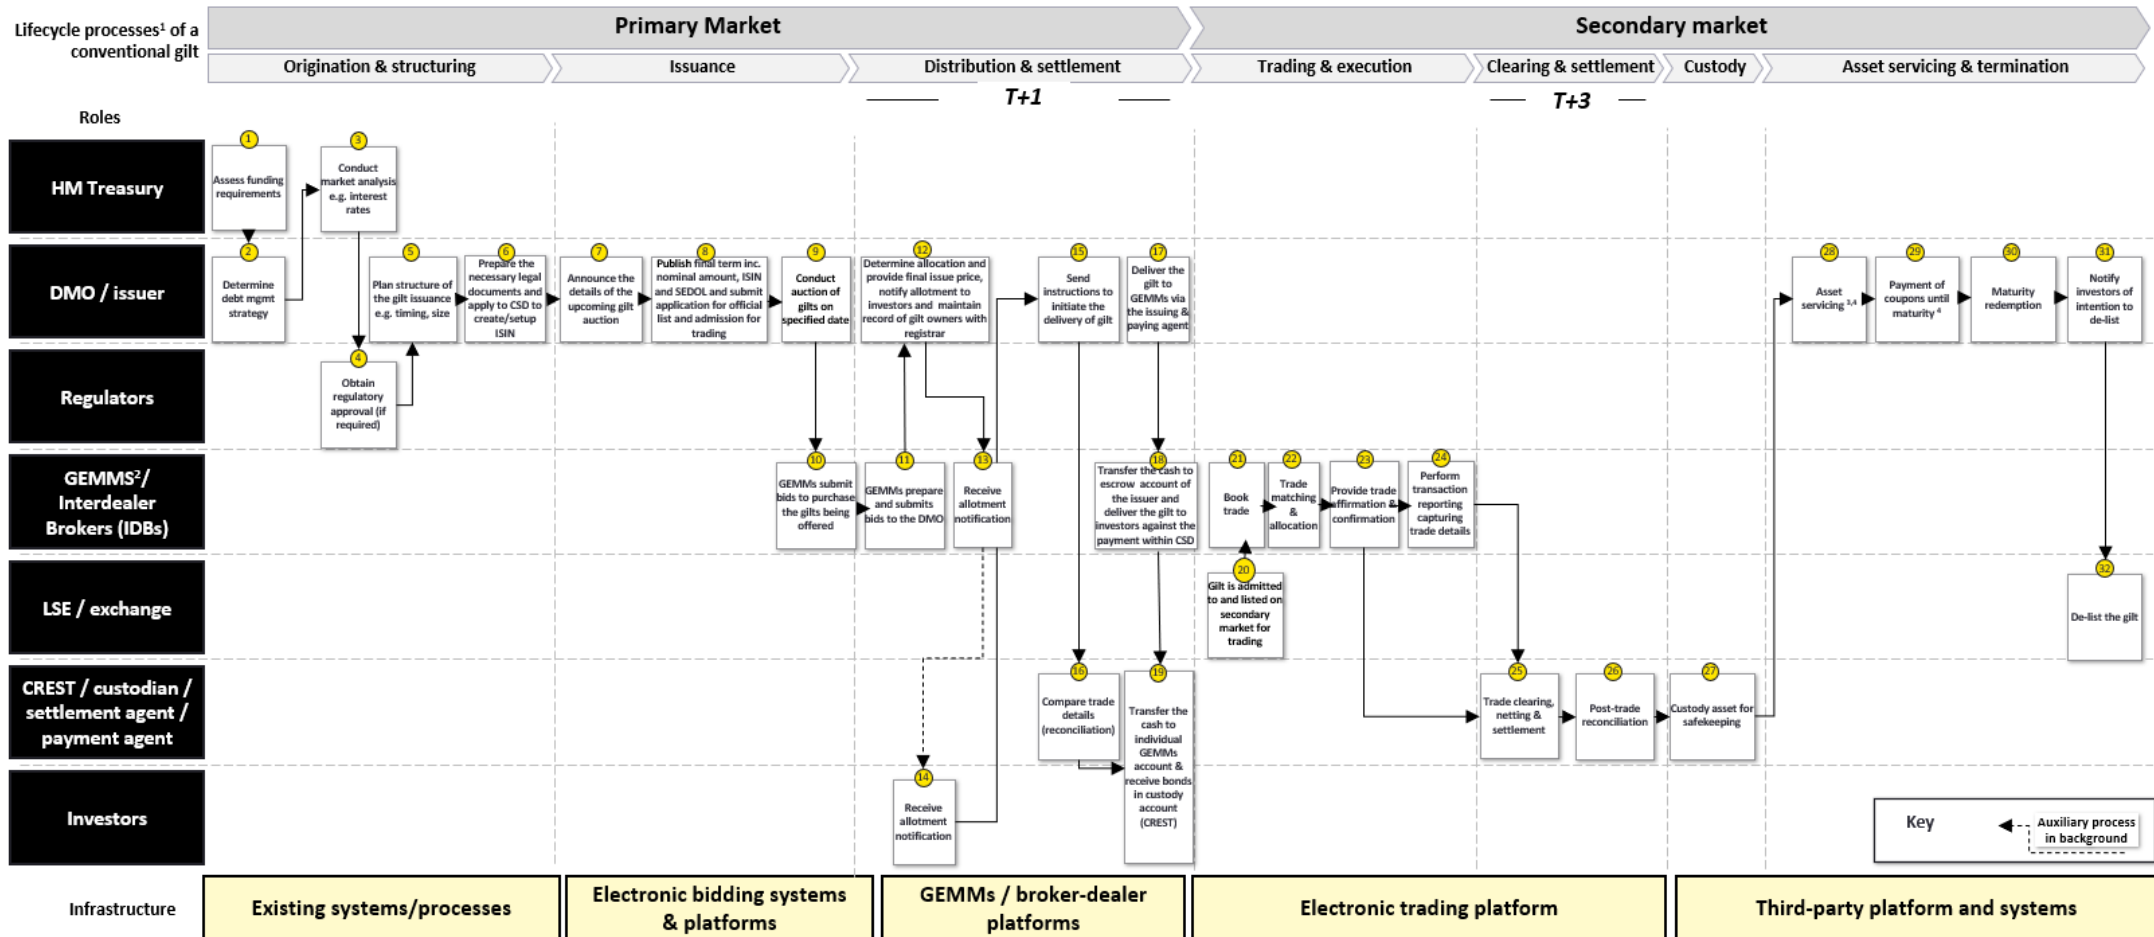 Lifecycle processes¹ of a
conventional gilt
Primary Market
Secondary market
Origination & structuring
Issuance
Distribution & settlement
Trading & execution
Clearing & settlement
Custody
Asset servicing & termination
T+1
T+3
Roles
HM Treasury
1
Assess funding
requirements
3
Conduct
market analysis
e.g. interest
rates
DMO / issuer
2
Determine
debt mgmt
strategy
5
Plan structure of
the gilt issuance
e.g. timing, size
6
Prepare the
necessary legal
documents and
apply to CSD to
create/setup
ISIN
7
Announce the
details of the
upcoming gilt
auction
8
Publish final term inc.
nominal amount, ISIN
and SEDOL and submit
application for official
list and admission for
trading
9
Conduct
auction of
gilts on
specified date
12
Determine allocation and
provide final issue price,
notify allotment to
investors and maintain
record of gilt owners with
registrar
15
Send
instructions to
initiate the
delivery of gilt
17
Deliver the
gilt to
GEMMs via
the issuing &
paying agent
28
Asset
servicing ³,⁴
29
Payment of
coupons until
maturity ⁴
30
Maturity
redemption
31
Notify
investors of
intention to
de-list
Regulators
4
Obtain
regulatory
approval (if
required)
GEMMS²/
Interdealer
Brokers (IDBs)
10
GEMMs submit
bids to purchase
the gilts being
offered
11
GEMMs prepare
and submits
bids to the DMO
13
Receive
allotment
notification
18
Transfer the cash to
escrow account of
the issuer and
deliver the gilt to
investors against the
payment within CSD
21
Book
trade
22
Trade
matching
&
allocation
23
Provide trade
affirmation &
confirmation
24
Perform
transaction
reporting
capturing
trade details
LSE / exchange
20
Gilt is admitted
to and listed on
secondary
market for
trading
32
De-list the gilt
CREST / custodian /
settlement agent /
payment agent
16
Compare trade
details
(reconciliation)
19
Transfer the
cash to
individual
GEMMs
account &
receive bonds
in custody
account
(CREST)
25
Trade clearing,
netting &
settlement
26
Post-trade
reconciliation
27
Custody asset for
safekeeping
Investors
14
Receive
allotment
notification
Key
Auxiliary process
in background
Infrastructure
Existing systems/processes
Electronic bidding systems
& platforms
GEMMs / broker-dealer
platforms
Electronic trading platform
Third-party platform and systems